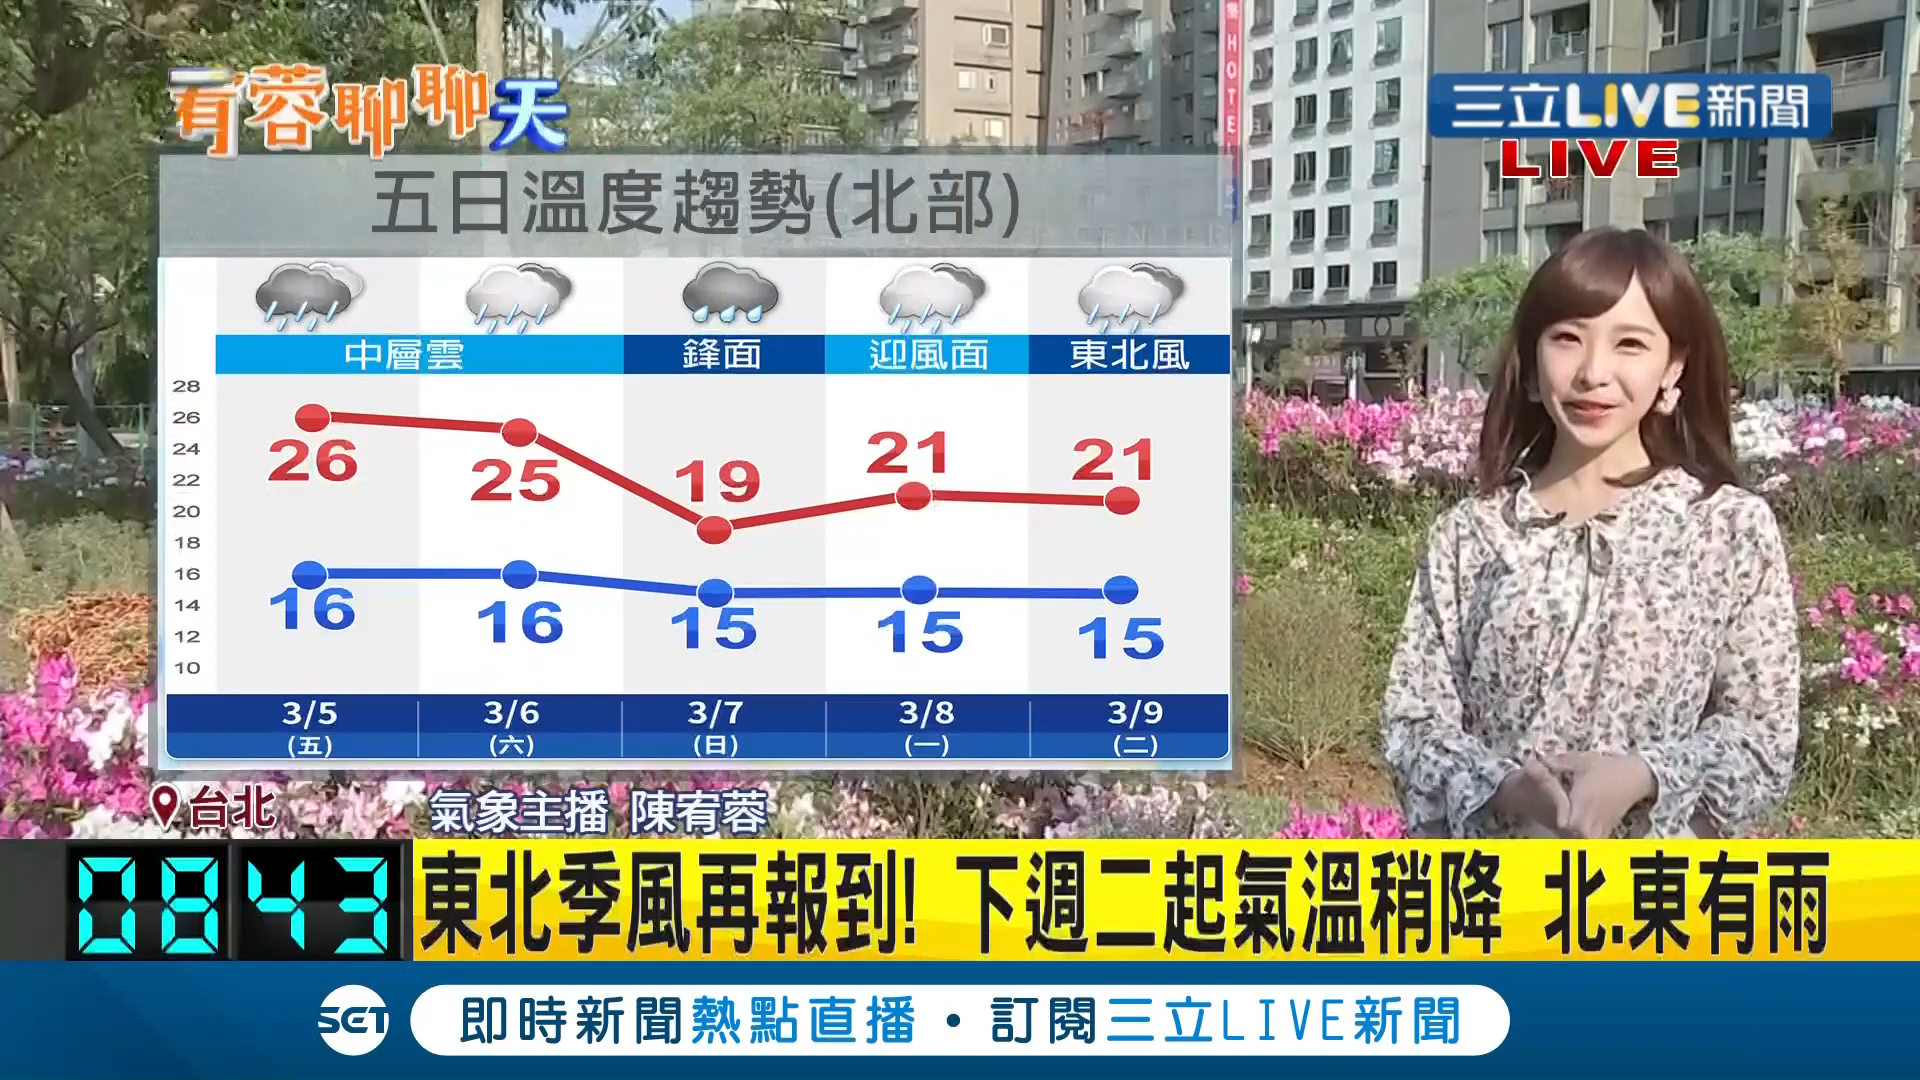 宥蓉聊聊天
三立LIVE新聞
LIVE
五日溫度趨勢(北部)
HOTEL
中層雲 鋒面 迎風面 東北風
28
26
24
22
20
18
16
14
12
10
26 25 19 21 21
16 16 15 15 15
3/5 3/6 3/7 3/8 3/9
(五) (六) (日) (一) (二)
台北
氣象主播 陳宥蓉
08 43
東北季風再報到! 下週二起氣溫稍降 北.東有雨
SET
即時新聞熱點直播・訂閱三立LIVE新聞